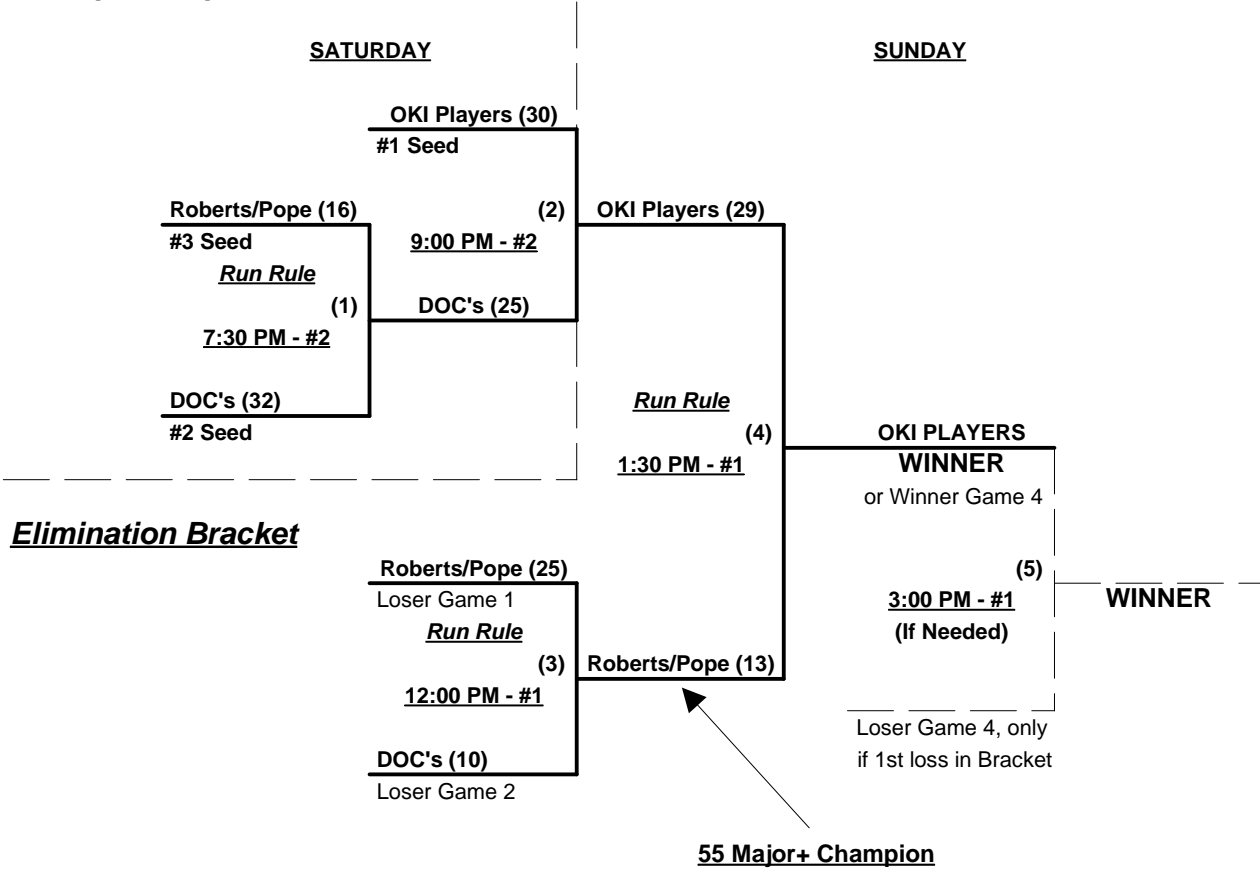 SATURDAY
SUNDAY
OKI Players (30)
#1 Seed
Roberts/Pope (16)
(2)
OKI Players (29)
#3 Seed
9:00 PM - #2
Run Rule
(1)
DOC's (25)
7:30 PM - #2
DOC's (32)
Run Rule
#2 Seed
(4)
OKI PLAYERS
1:30 PM - #1
WINNER
or Winner Game 4
Elimination Bracket
Roberts/Pope (25)
(5)
Loser Game 1
3:00 PM - #1
WINNER
Run Rule
(If Needed)
(3)
Roberts/Pope (13)
12:00 PM - #1
Loser Game 4, only
if 1st loss in Bracket
DOC's (10)
Loser Game 2
55 Major+ Champion